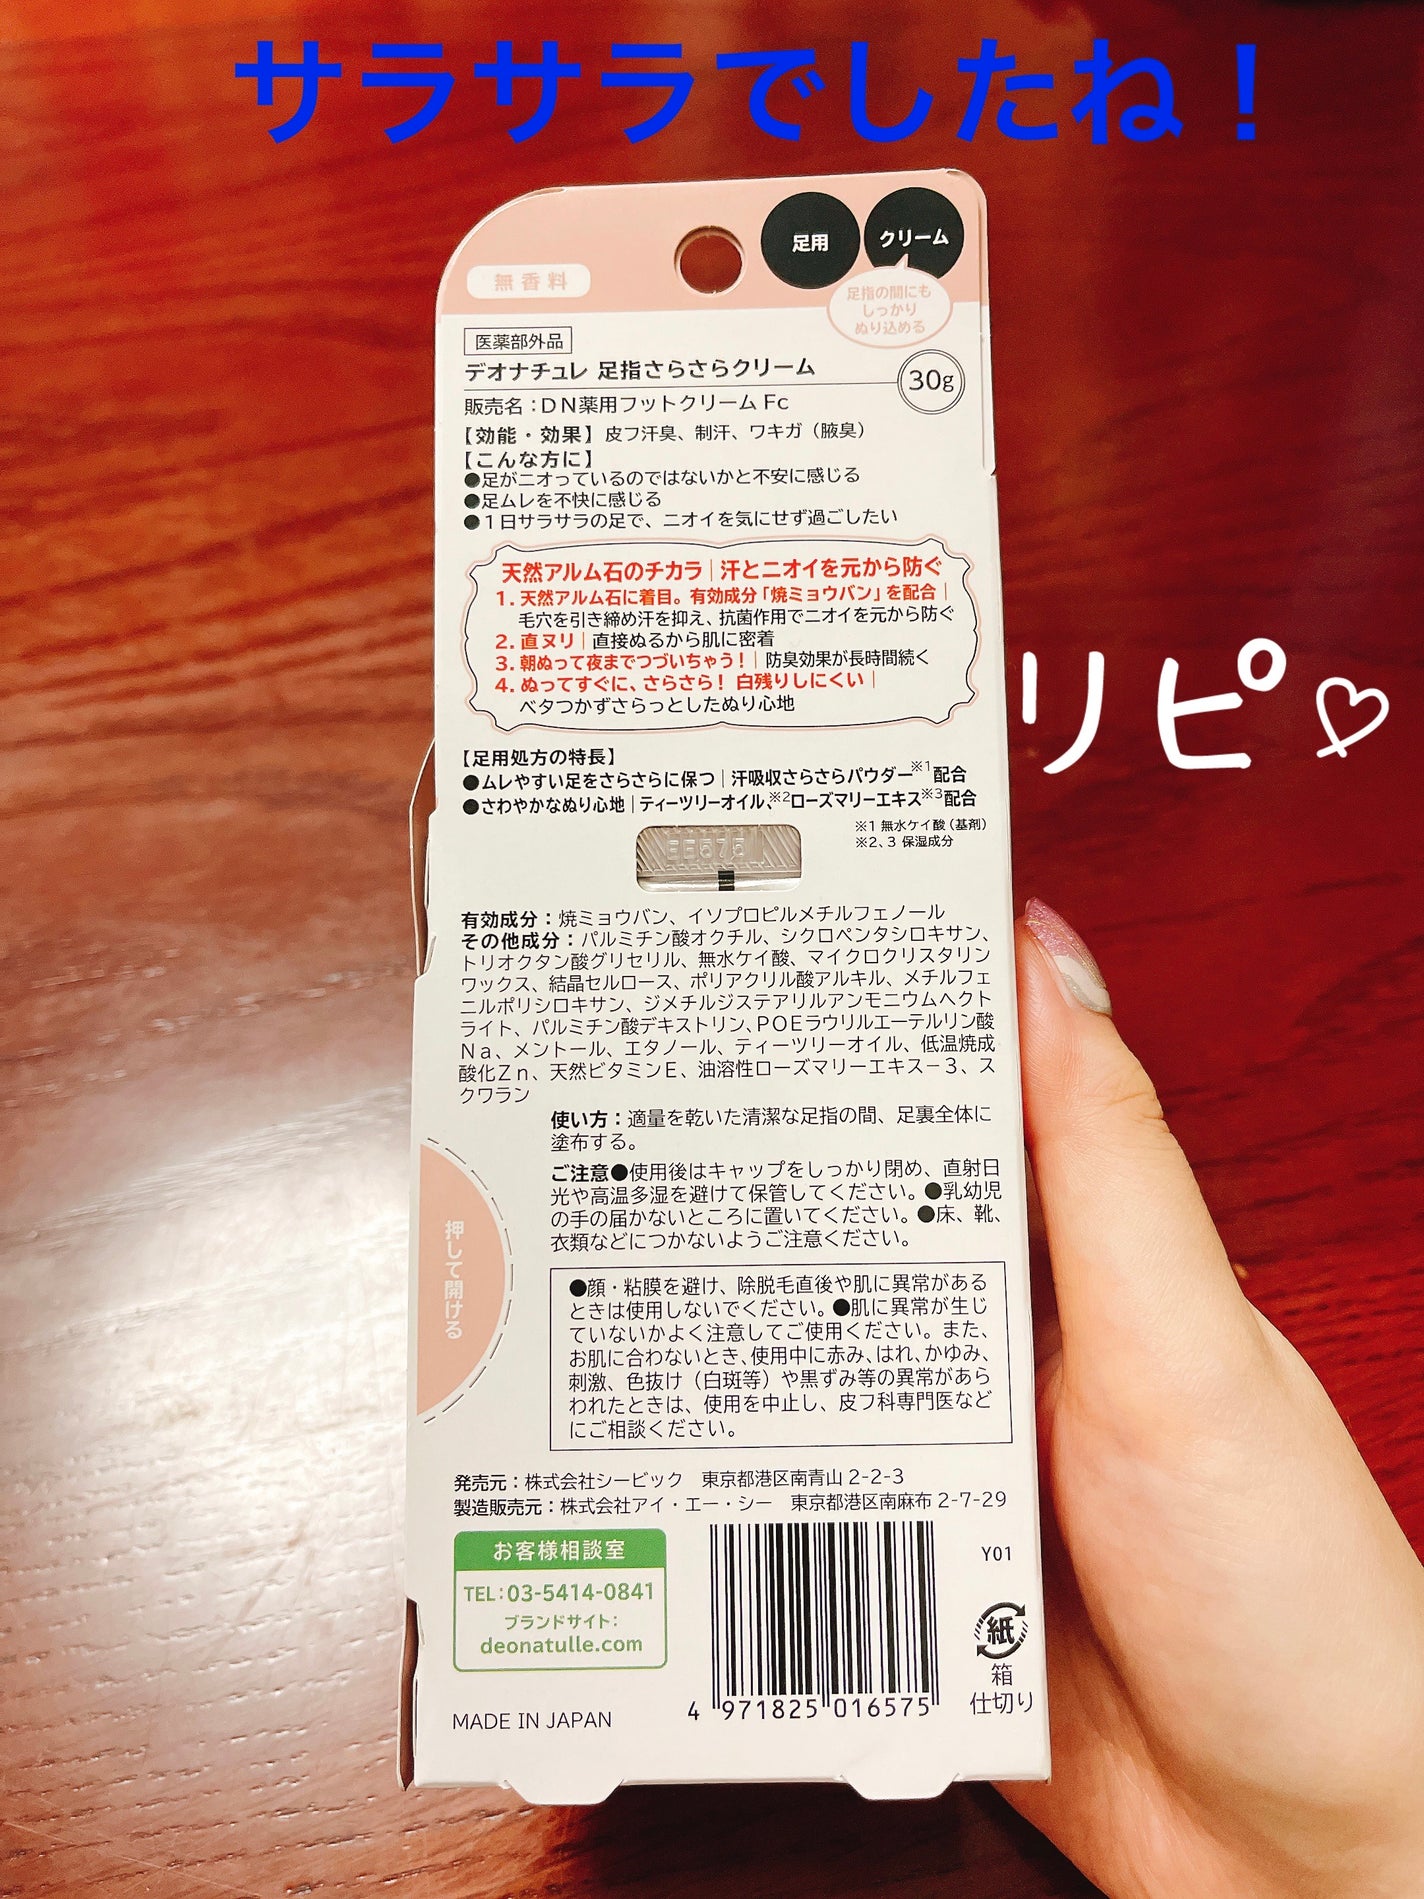 サラサラでしたね！
足用
クリーム
無香料
足指の間にも
しっかり
ぬり込める
医薬部外品
デオナチュレ 足指さらさらクリーム
30g
販売名：DN薬用フットクリーム Fc
【効能・効果】皮フ汗臭、制汗、ワキガ（腋臭）
【こんな方に】
●足がニオっているのではないかと不安に感じる
●足ムレを不快に感じる
●1日サラサラの足で、ニオイを気にせず過ごしたい
天然アルム石のチカラ｜汗とニオイを元から防ぐ
1. 天然アルム石に着目。有効成分「焼ミョウバン」を配合｜
毛穴を引き締め汗を抑え、抗菌作用でニオイを元から防ぐ
2. 直ヌリ｜直接ぬるから肌に密着
3. 朝ぬって夜までつづいちゃう！｜防臭効果が長時間続く
4. ぬってすぐに、さらさら！ 白残りしにくい｜
ベタつかずさらっとしたぬり心地
リピ♡
【足用処方の特長】
●ムレやすい足をさらさらに保つ｜汗吸収さらさらパウダー※1配合
●さわやかなぬり心地｜ティーツリーオイル、※2ローズマリーエキス※3配合
※1 無水ケイ酸（基剤）
※2、3 保湿成分
有効成分：焼ミョウバン、イソプロピルメチルフェノール
その他成分：パルミチン酸オクチル、シクロペンタシロキサン、
トリオクタン酸グリセリル、無水ケイ酸、マイクロクリスタリン
ワックス、結晶セルロース、ポリアクリル酸アルキル、メチルフェ
ニルポリシロキサン、ジメチルジステアリルアンモニウムヘクト
ライト、パルミチン酸デキストリン、POEラウリルエーテルリン酸
Na、メントール、エタノール、ティーツリーオイル、低温焼成
酸化Zn、天然ビタミンE、油溶性ローズマリーエキス－3、ス
クワラン
使い方：適量を乾いた清潔な足指の間、足裏全体に
塗布する。
ご注意●使用後はキャップをしっかり閉め、直射日
光や高温多湿を避けて保管してください。●乳幼児
の手の届かないところに置いてください。●床、靴、
衣類などにつかないようご注意ください。
押して開ける
●顔・粘膜を避け、除脱毛直後や肌に異常がある
ときは使用しないでください。●肌に異常が生じ
ていないかよく注意してご使用ください。また、
お肌に合わないとき、使用中に赤み、はれ、かゆみ、
刺激、色抜け（白斑等）や黒ずみ等の異常があら
われたときは、使用を中止し、皮フ科専門医など
にご相談ください。
発売元：株式会社シービック　東京都港区南青山 2-2-3
製造販売元：株式会社アイ・エー・シー　東京都港区南麻布 2-7-29
お客様相談室
TEL：03-5414-0841
ブランドサイト：
deonatulle.com
Y01
紙
箱
仕切り
4 971825 016575
MADE IN JAPAN